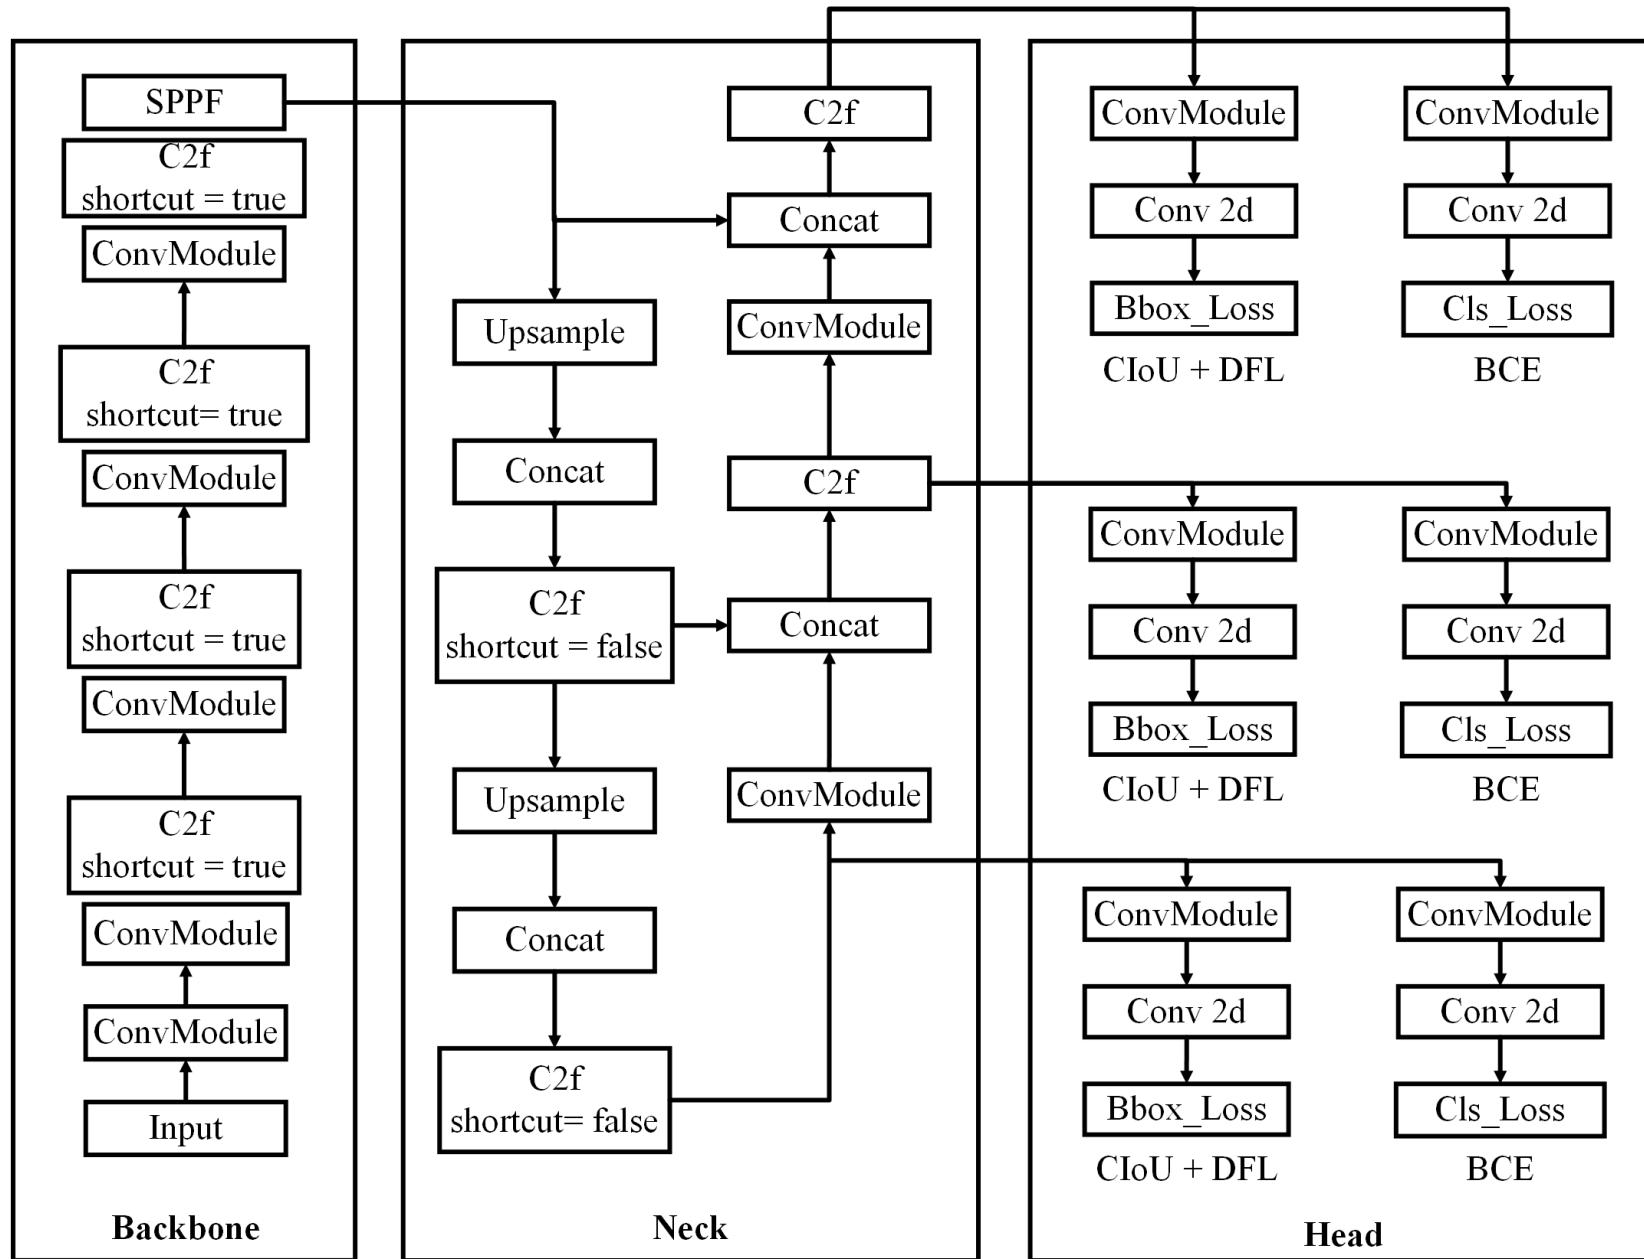 SPPF
C2f
shortcut = true
ConvModule
C2f
shortcut= true
ConvModule
C2f
shortcut = true
ConvModule
C2f
shortcut = true
ConvModule
ConvModule
Input
Backbone
Upsample
Concat
C2f
shortcut = false
Upsample
Concat
C2f
shortcut= false
C2f
Concat
ConvModule
C2f
Concat
ConvModule
Neck
ConvModule
Conv 2d
Bbox_Loss
CIoU + DFL
ConvModule
Conv 2d
Cls_Loss
BCE
ConvModule
Conv 2d
Bbox_Loss
CIoU + DFL
ConvModule
Conv 2d
Cls_Loss
BCE
ConvModule
Conv 2d
Bbox_Loss
CIoU + DFL
ConvModule
Conv 2d
Cls_Loss
BCE
Head